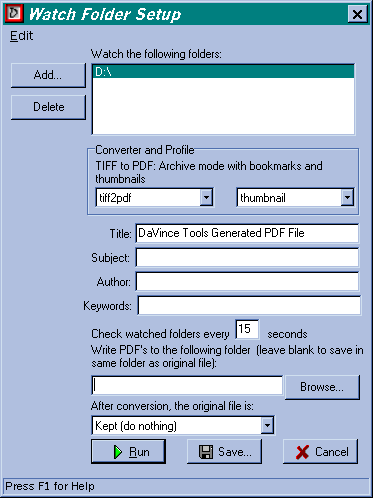 Watch Folder Setup
Edit
Watch the following folders:
Add...
D:\
Delete
Converter and Profile
TIFF to PDF: Archive mode with bookmarks and
thumbnails
tiff2pdf thumbnail
Title: DaVince Tools Generated PDF File
Subject:
Author:
Keywords:
Check watched folders every 15 seconds
Write PDF's to the following folder (leave blank to save in
same folder as original file):
Browse...
After conversion, the original file is:
Kept (do nothing)
Run Save... Cancel
Press F1 for Help